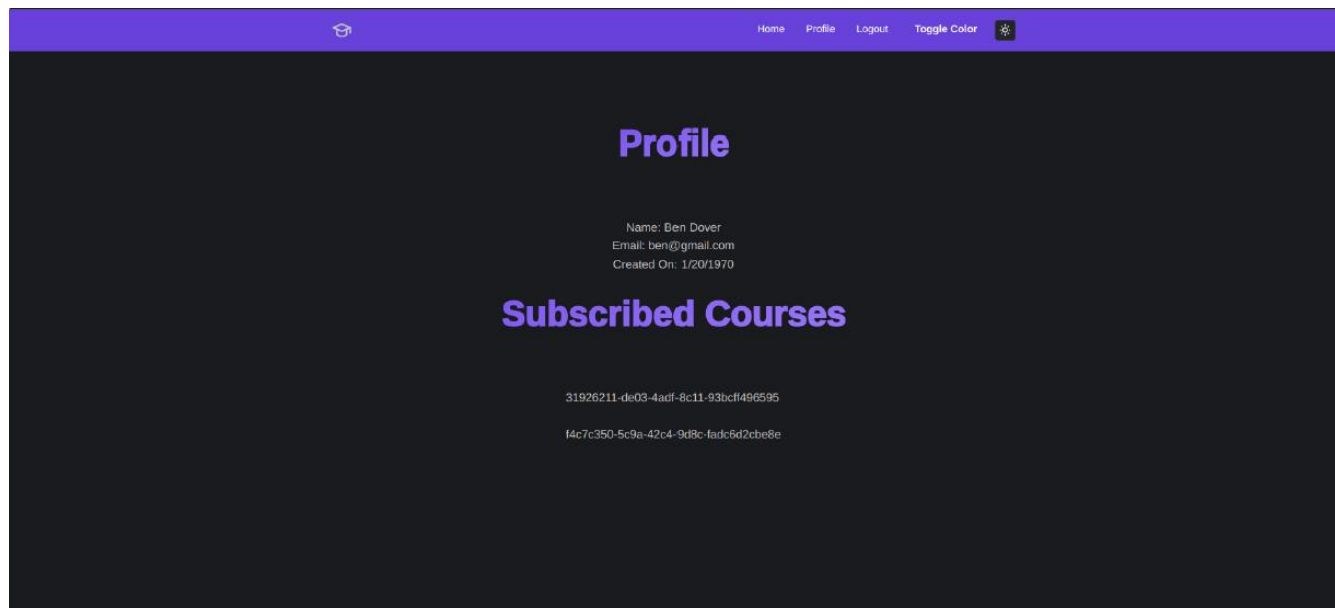 Home Profile Logout Toggle Color
Profile
Name: Ben Dover
Email: ben@gmail.com
Created On: 1/20/1970
Subscribed Courses
31926211-de03-4adf-8c11-93bcff496595
f4c7c350-5c9a-42c4-9d8c-fadc6d2cbe8e